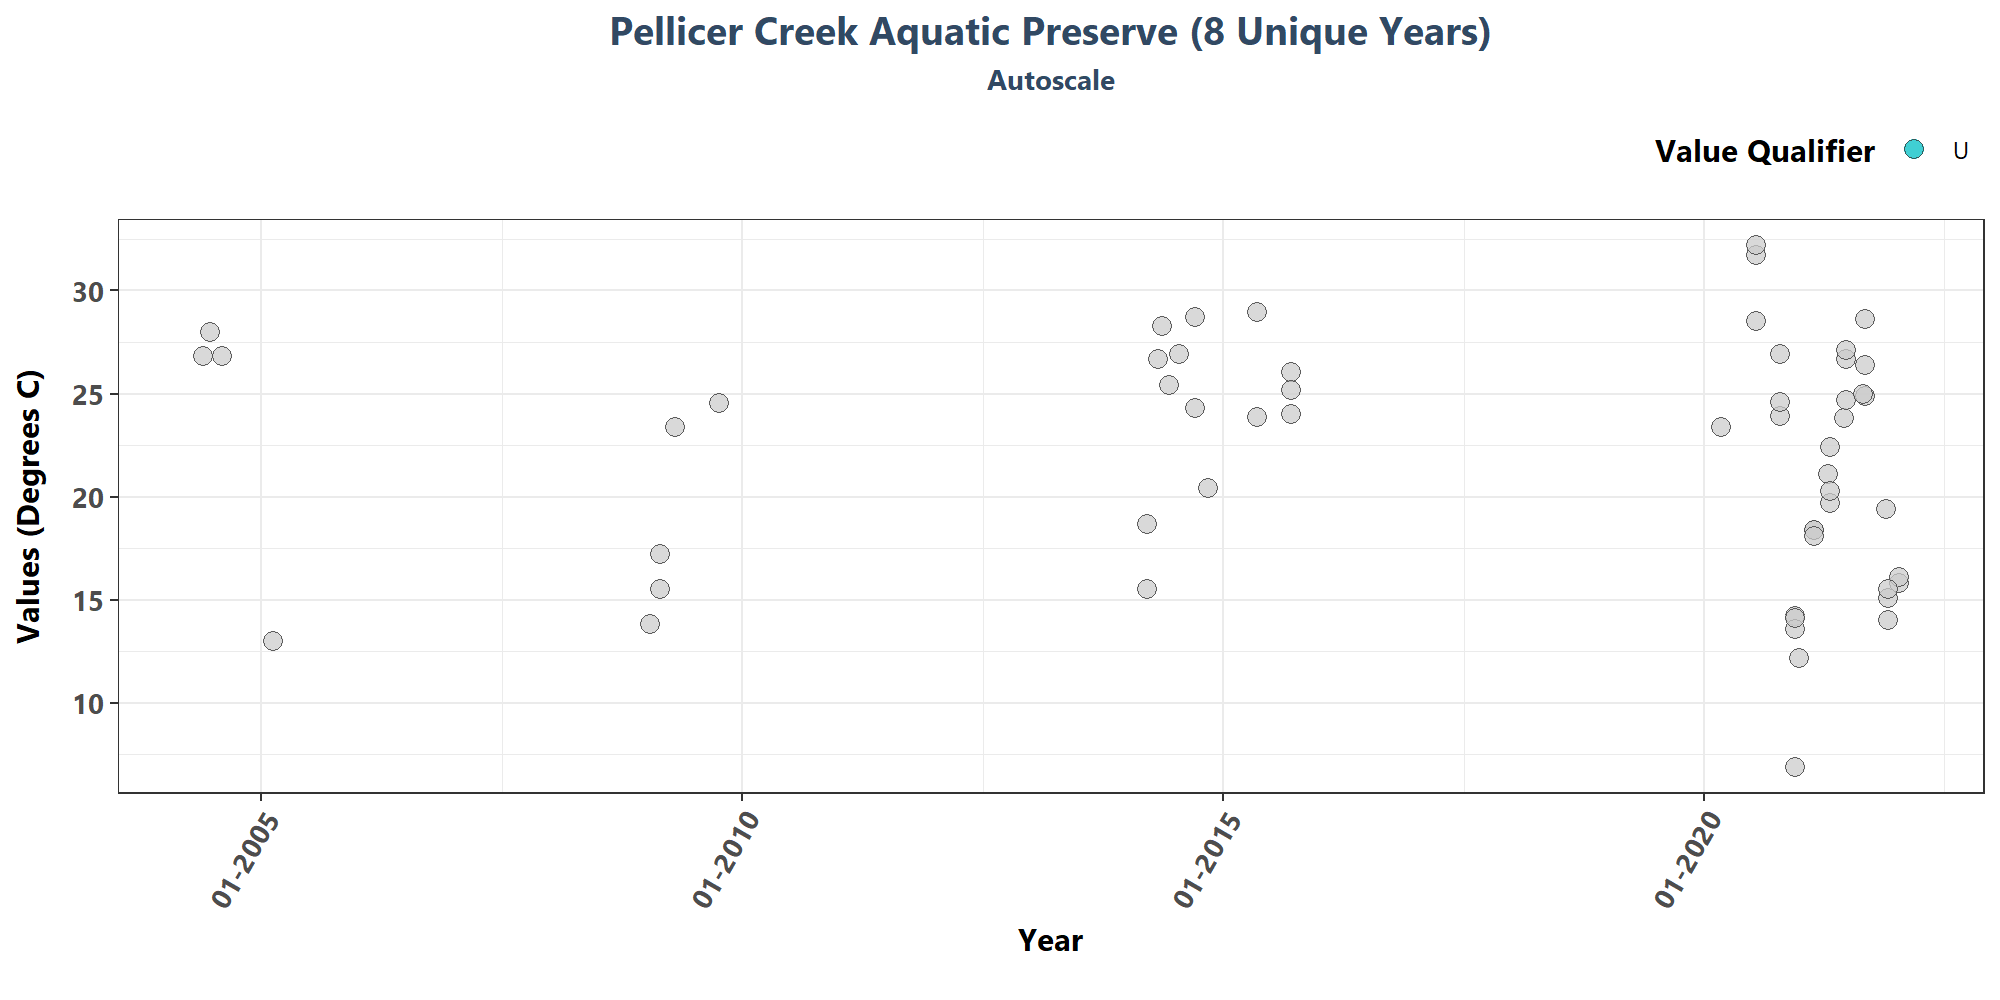 Pellicer Creek Aquatic Preserve (8 Unique Years)
Autoscale
Value Qualifier U
Values (Degrees C)
30
25
20
15
10
01-2005 01-2010 01-2015 01-2020
Year